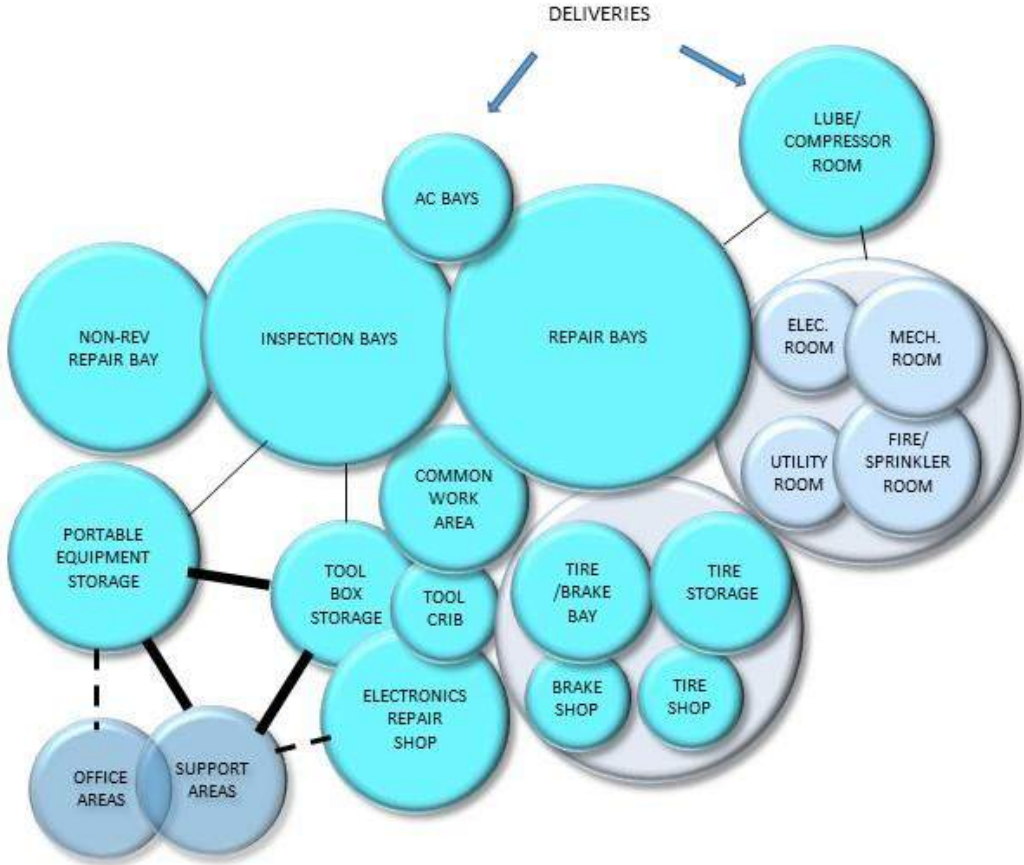 DELIVERIES
LUBE/
COMPRESSOR
ROOM
AC BAYS
NON-REV
REPAIR BAY
INSPECTION BAYS
REPAIR BAYS
ELEC.
ROOM
MECH.
ROOM
UTILITY
ROOM
FIRE/
SPRINKLER
ROOM
COMMON
WORK
AREA
PORTABLE
EQUIPMENT
STORAGE
TOOL
BOX
STORAGE
TOOL
CRIB
TIRE
/BRAKE
BAY
TIRE
STORAGE
BRAKE
SHOP
TIRE
SHOP
ELECTRONICS
REPAIR
SHOP
OFFICE
AREAS
SUPPORT
AREAS